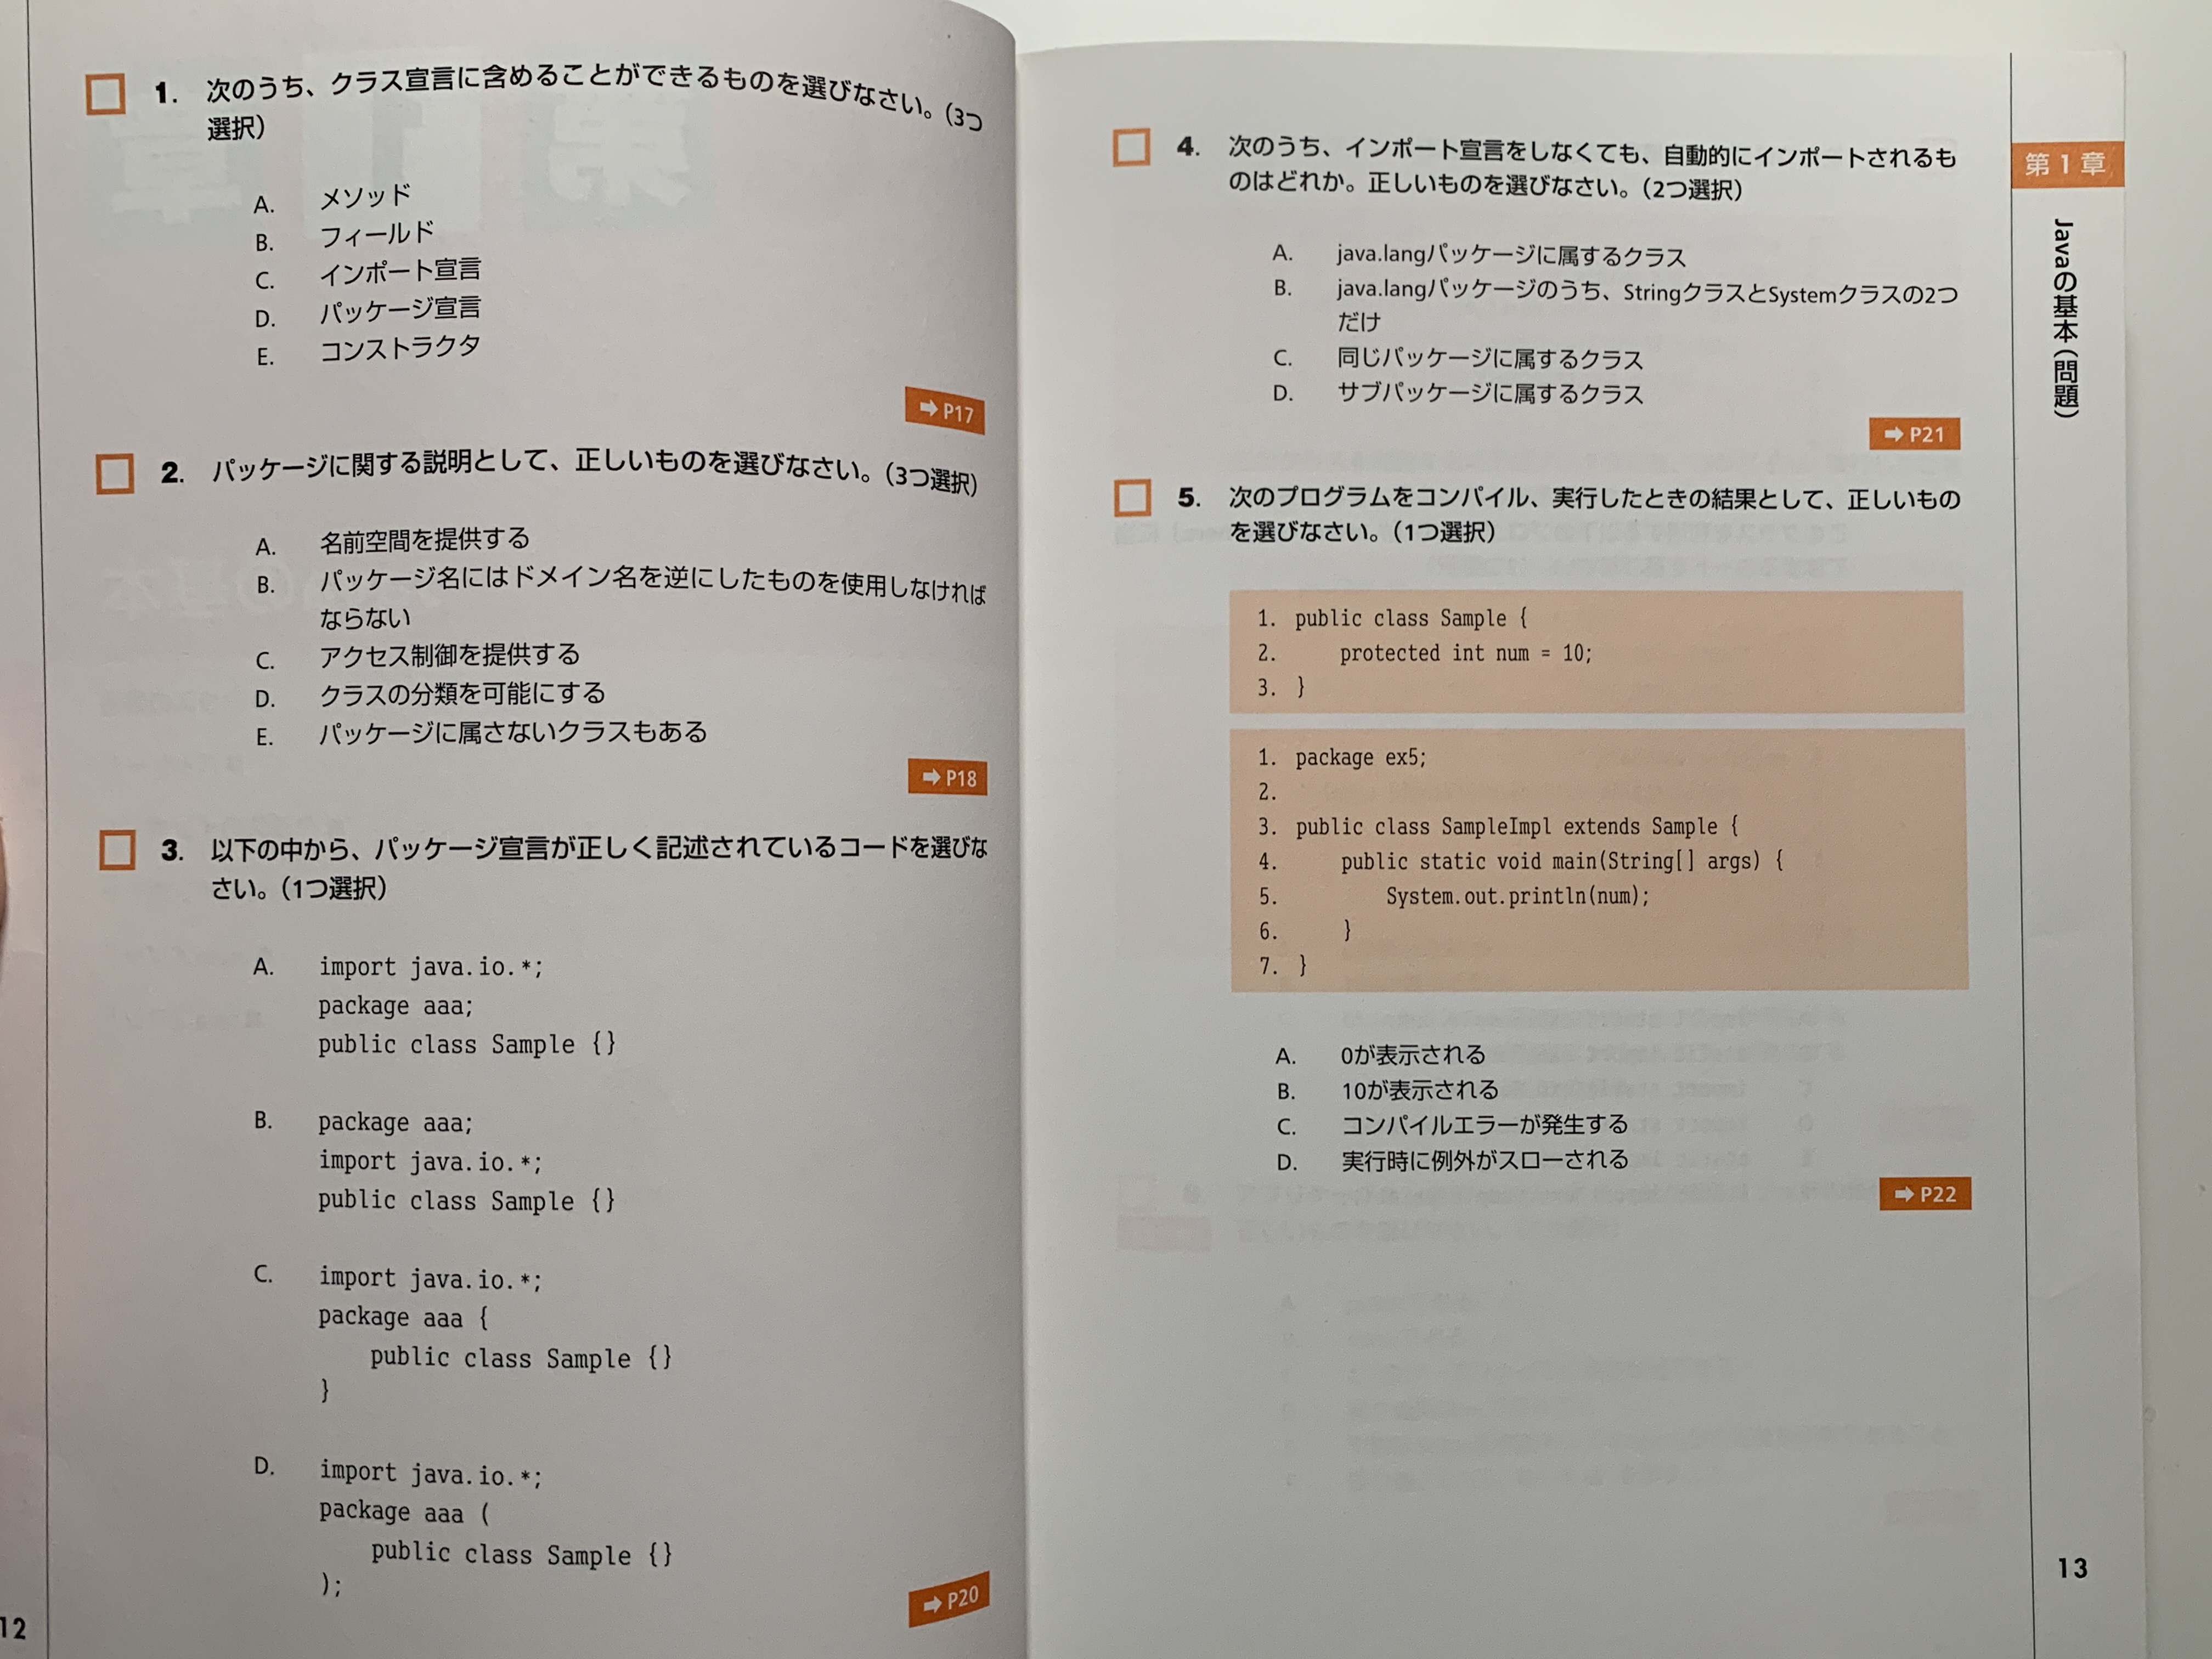 1. 次のうち、クラス宣言に含めることができるものを選びなさい。（3つ
選択）
A. メソッド
B. フィールド
C. インポート宣言
D. パッケージ宣言
E. コンストラクタ
➡ P17
2. パッケージに関する説明として、正しいものを選びなさい。（3つ選択）
A. 名前空間を提供する
B. パッケージ名にはドメイン名を逆にしたものを使用しなければ
ならない
C. アクセス制御を提供する
D. クラスの分類を可能にする
E. パッケージに属さないクラスもある
➡ P18
3. 以下の中から、パッケージ宣言が正しく記述されているコードを選びな
さい。（1つ選択）
A. import java.io.*;
package aaa;
public class Sample {}
B. package aaa;
import java.io.*;
public class Sample {}
C. import java.io.*;
package aaa {
public class Sample {}
}
D. import java.io.*;
package aaa (
public class Sample {}
);
➡ P20
12
4. 次のうち、インポート宣言をしなくても、自動的にインポートされるも
のはどれか。正しいものを選びなさい。（2つ選択）
A. java.langパッケージに属するクラス
B. java.langパッケージのうち、StringクラスとSystemクラスの2つ
だけ
C. 同じパッケージに属するクラス
D. サブパッケージに属するクラス
➡ P21
5. 次のプログラムをコンパイル、実行したときの結果として、正しいもの
を選びなさい。（1つ選択）
1. public class Sample {
2. protected int num = 10;
3. }
1. package ex5;
2.
3. public class SampleImpl extends Sample {
4. public static void main(String[] args) {
5. System.out.println(num);
6. }
7. }
A. 0が表示される
B. 10が表示される
C. コンパイルエラーが発生する
D. 実行時に例外がスローされる
➡ P22
第1章
Javaの基本（問題）
13